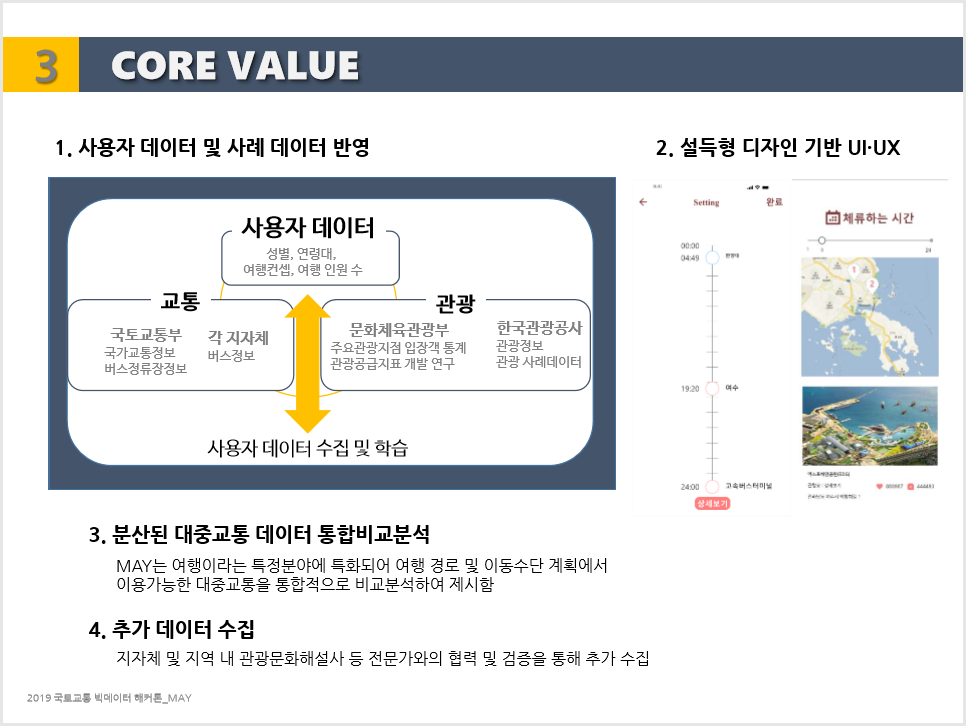 3
CORE VALUE
1. 사용자 데이터 및 사례 데이터 반영
사용자 데이터
성별, 연령대,
여행컨셉, 여행 인원 수
교통
국토교통부
국가교통정보
버스정류장정보
각 지자체
버스정보
관광
문화체육관광부
주요관광지점 입장객 통계
관광공급지표 개발 연구
한국관광공사
관광정보
관광 사례데이터
사용자 데이터 수집 및 학습
2. 설득형 디자인 기반 UI·UX
Setting
완료
00:00
04:49
19:20
여수
24:00
고속버스터미널
상세보기
체류하는 시간
24
1
2
3. 분산된 대중교통 데이터 통합비교분석
MAY는 여행이라는 특정분야에 특화되어 여행 경로 및 이동수단 계획에서
이용가능한 대중교통을 통합적으로 비교분석하여 제시함
4. 추가 데이터 수집
지자체 및 지역 내 관광문화해설사 등 전문가와의 협력 및 검증을 통해 추가 수집
2019 국토교통 빅데이터 해커톤_MAY